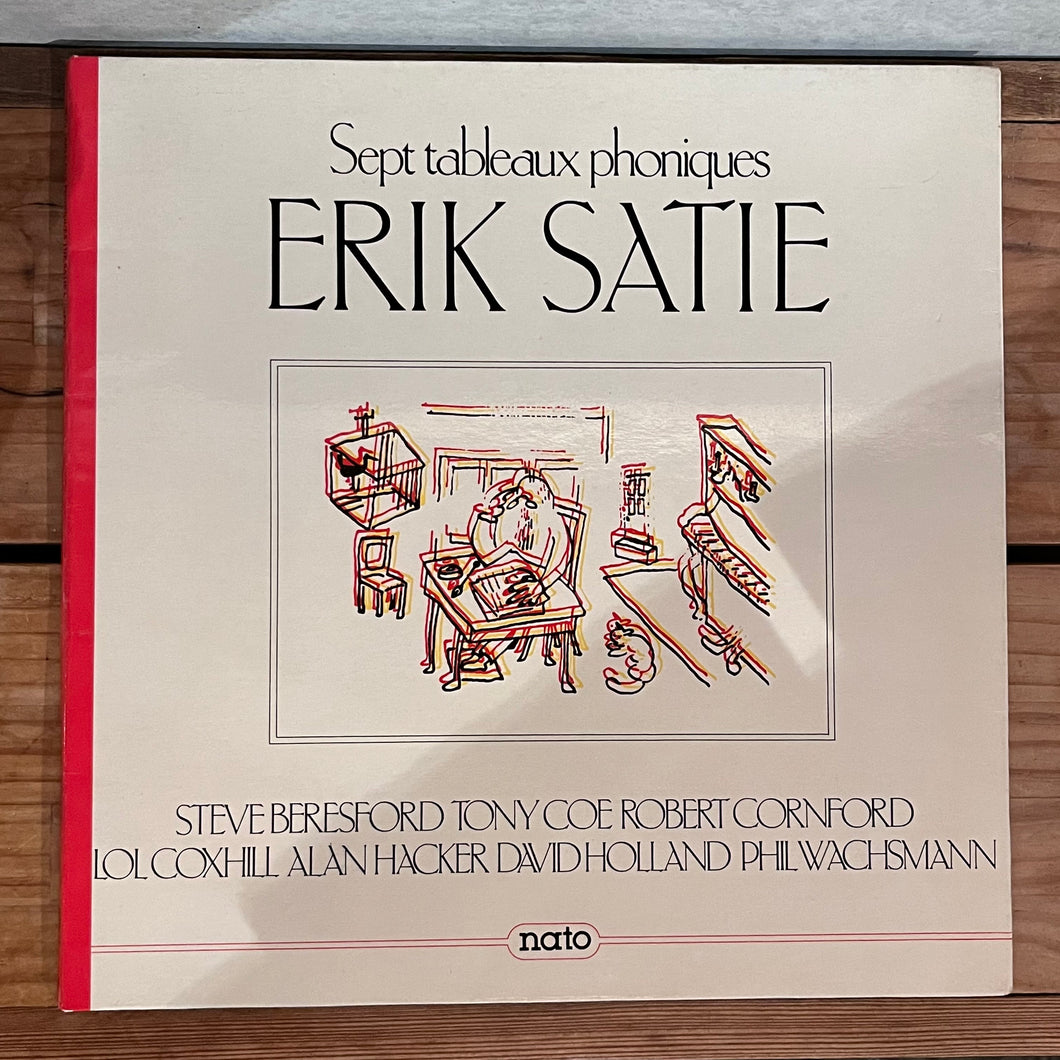 Sept tableaux phoniques
ERIK SATIE
STEVE BERESFORD TONY COE ROBERT CORNFORD
LOL COXHILL ALAN HACKER DAVID HOLLAND PHIL WACHSMANN
nato